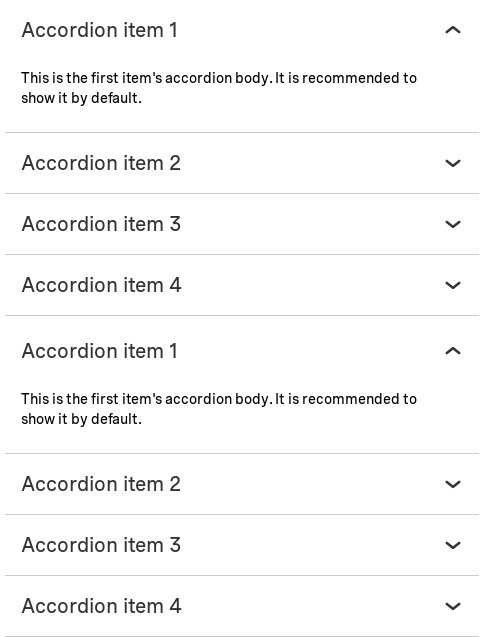 Accordion item 1
This is the first item's accordion body. It is recommended to
show it by default.
Accordion item 2
Accordion item 3
Accordion item 4
Accordion item 1
This is the first item's accordion body. It is recommended to
show it by default.
Accordion item 2
Accordion item 3
Accordion item 4